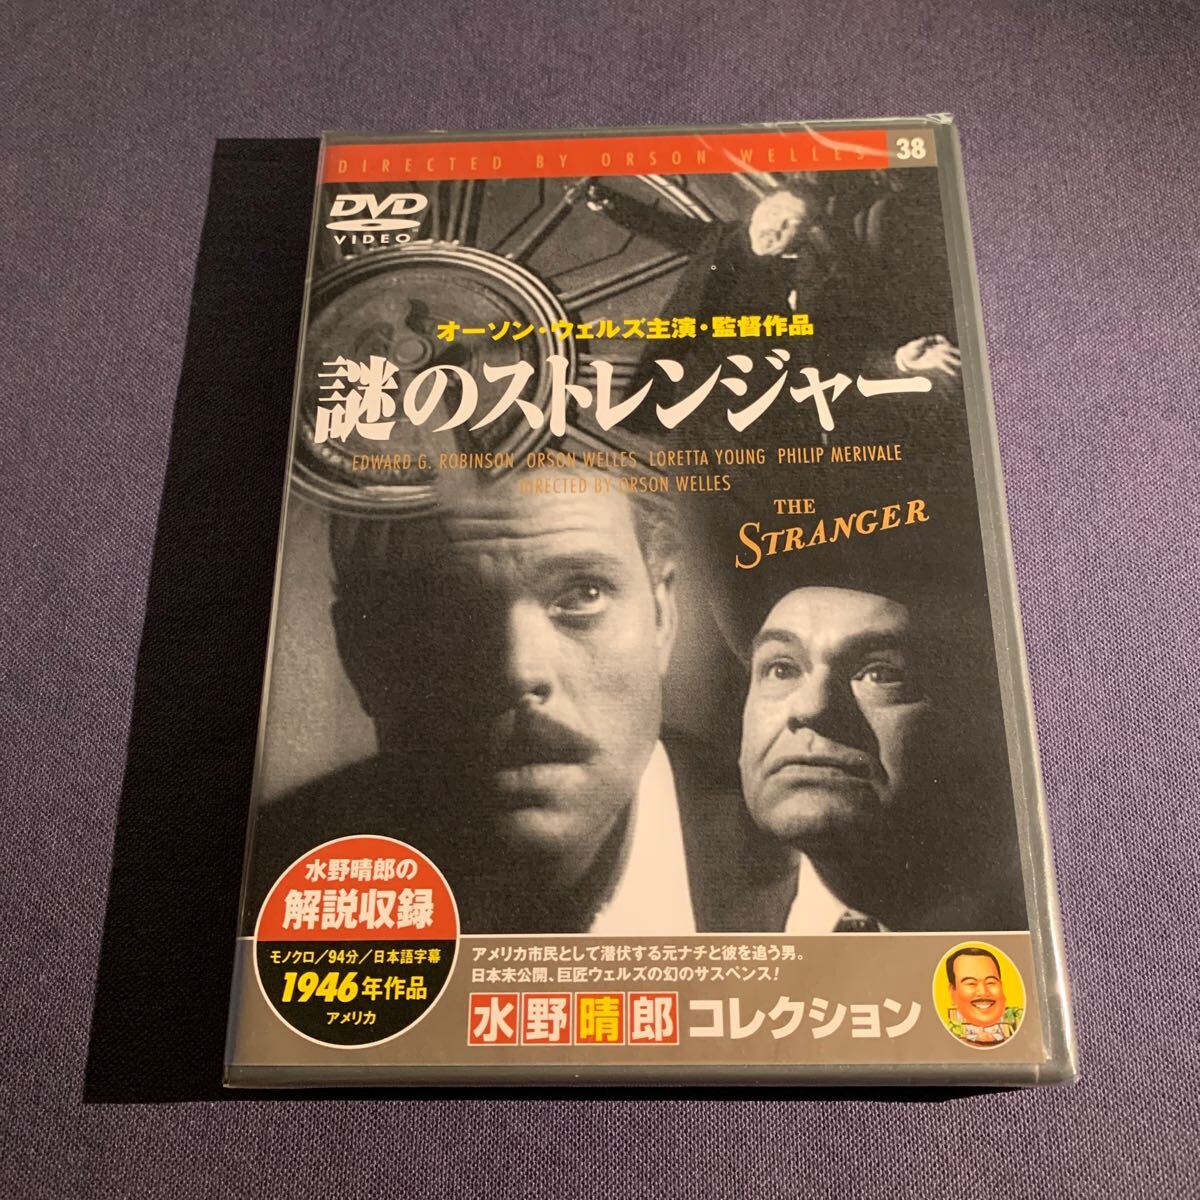 DIRECTED BY ORSON WELLES
38
DVD
VIDEO
オーソン・ウェルズ主演・監督作品
謎のストレンジャー
EDWARD G. ROBINSON ORSON WELLES LORETTA YOUNG PHILIP MERIVALE
DIRECTED BY ORSON WELLES
THE
STRANGER
水野晴郎の
解説収録
モノクロ/94分/日本語字幕
1946年作品
アメリカ
アメリカ市民として潜伏する元ナチと彼を追う男。
日本未公開、巨匠ウェルズの幻のサスペンス!
水野晴郎コレクション